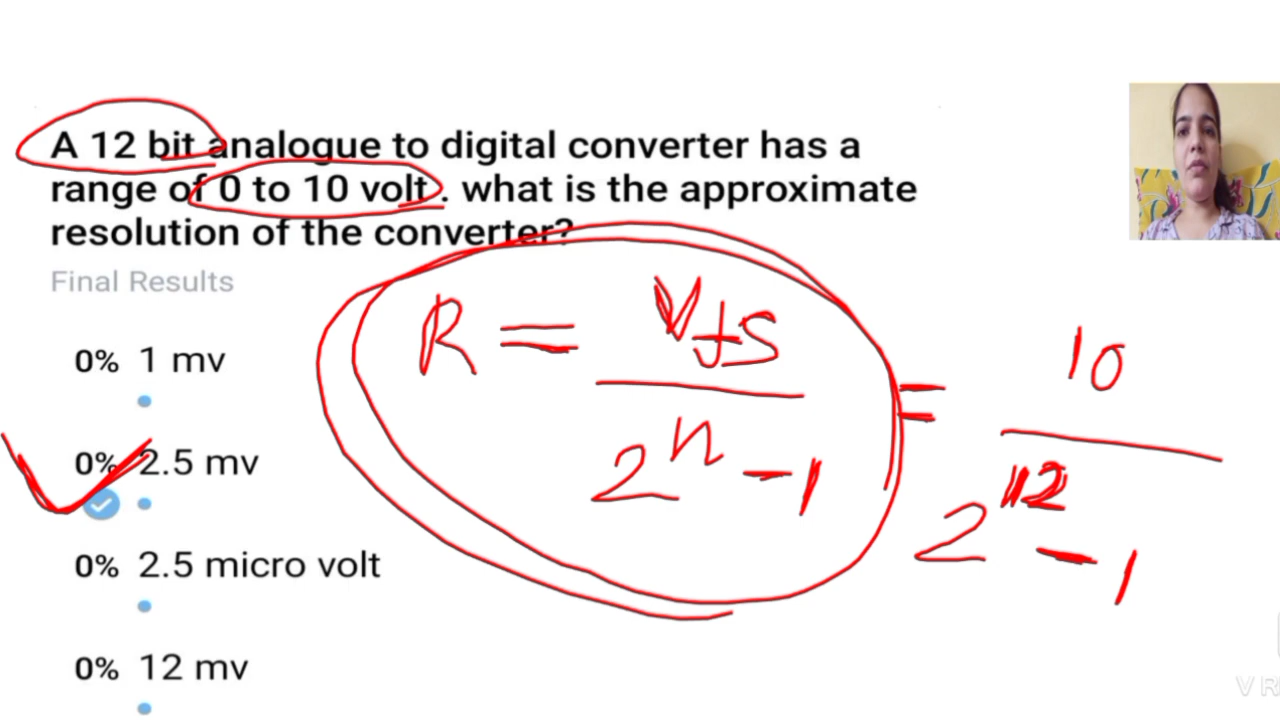 A 12 bit analogue to digital converter has a
range of 0 to 10 volt . what is the approximate
resolution of the converter?
Final Results
0% 1 mv
0% 2.5 mv
0% 2.5 micro volt
0% 12 mv
R = Vfs / 2^n - 1 = 10 / 2^12 - 1
V R